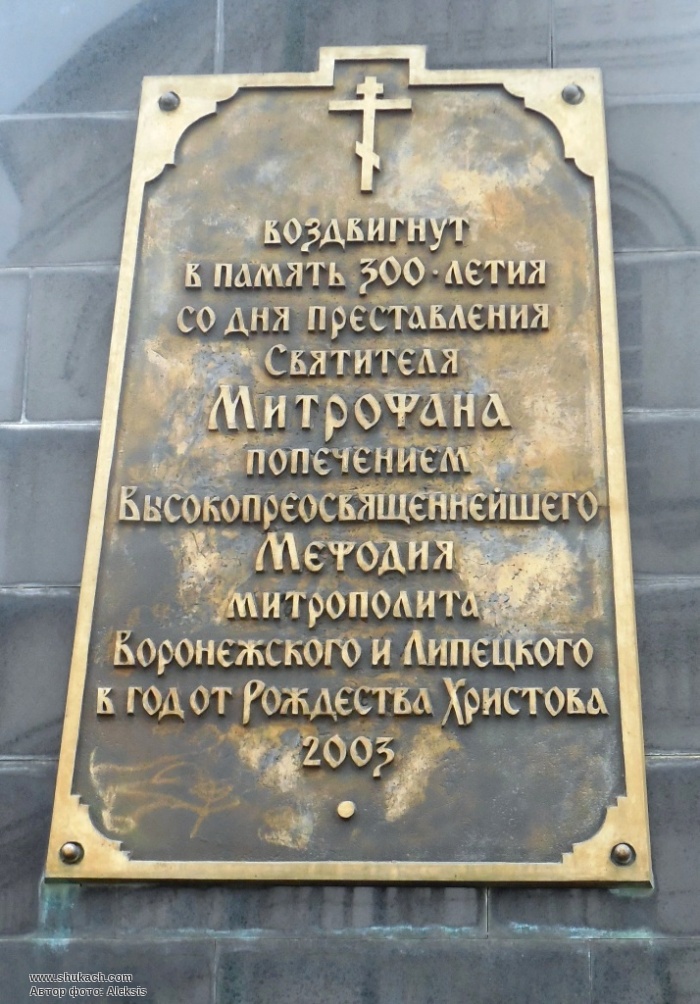 воздвигнут
в память 300·летия
со дня преставления
Святителя
Митрофана
попечением
Высокопреосвященнейшего
Мефодия
митрополита
Воронежского и Липецкого
в год от Рождества Христова
2003
www.shukach.com
Автор фото: Aleksis